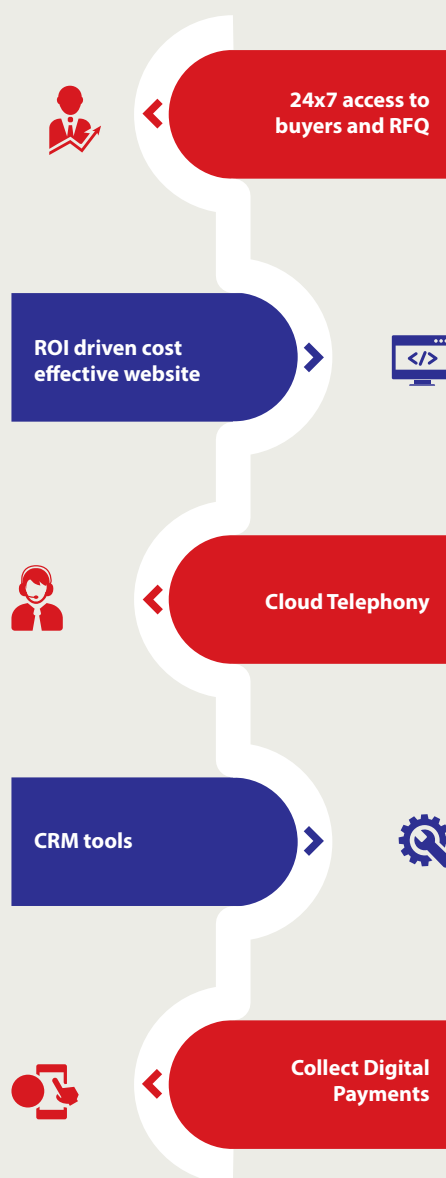 24x7 access to
buyers and RFQ
ROI driven cost
effective website
</>
Cloud Telephony
CRM tools
Collect Digital
Payments